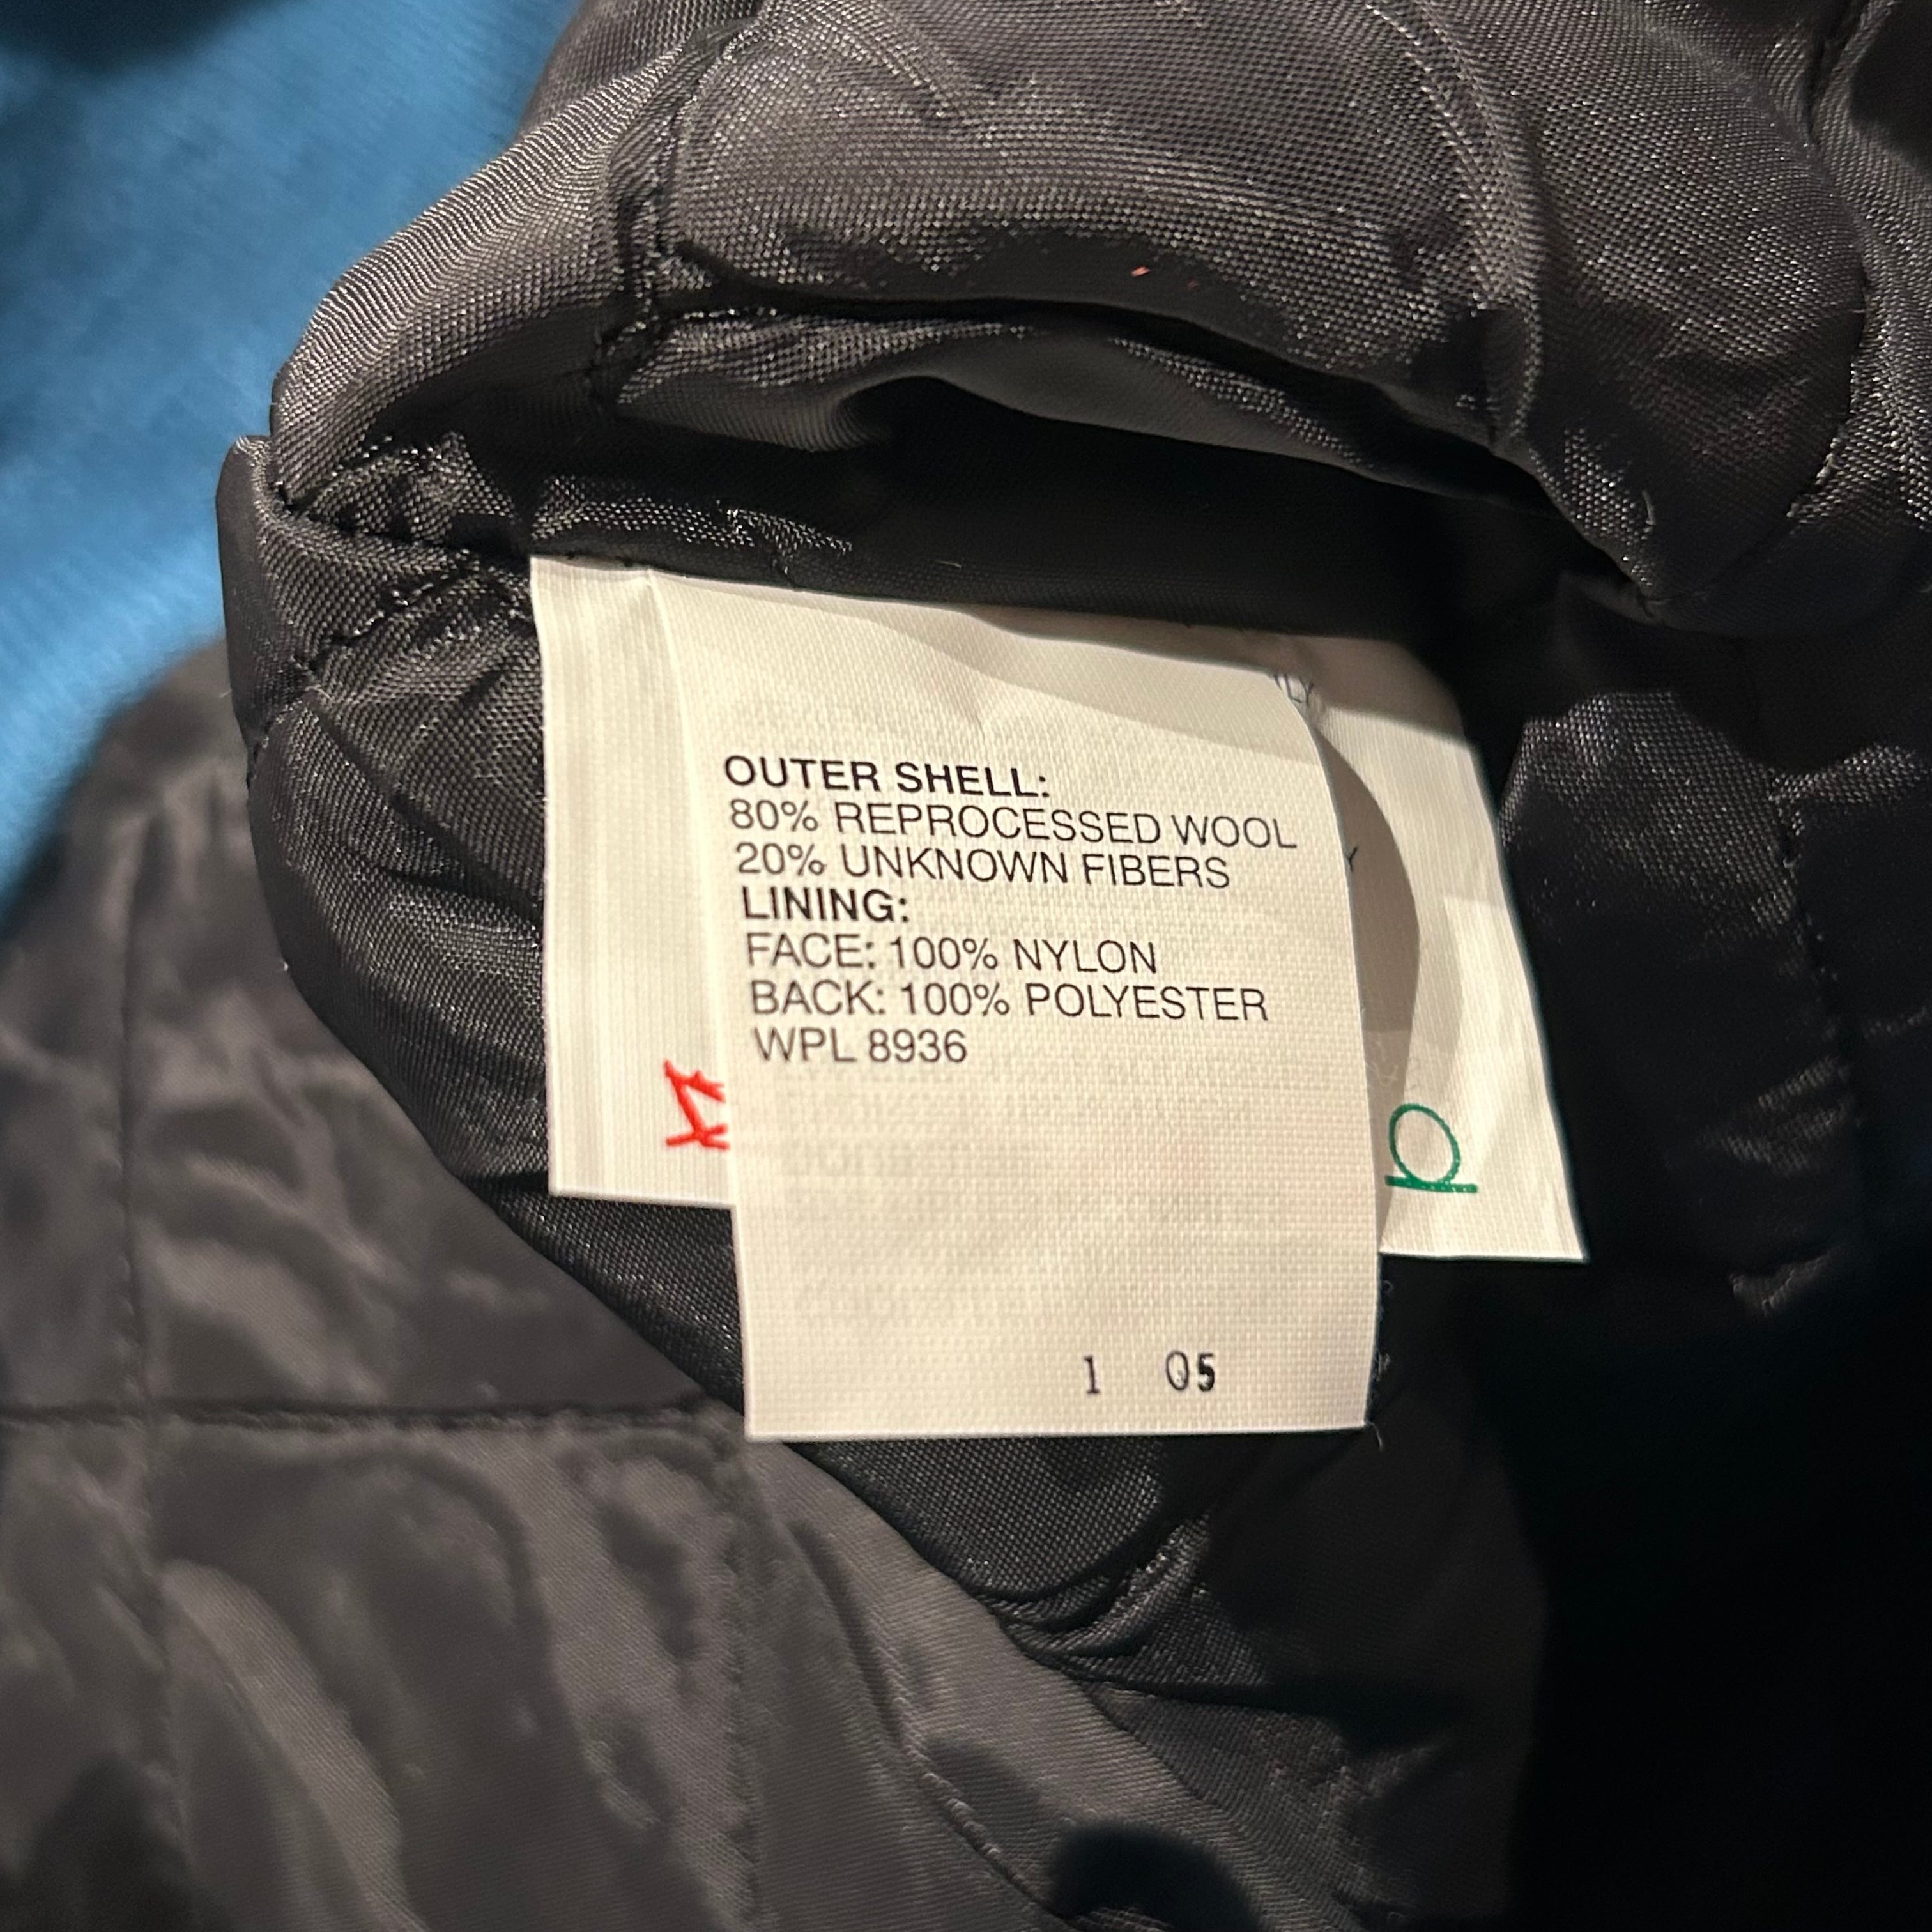 OUTER SHELL:
80% REPROCESSED WOOL
20% UNKNOWN FIBERS
LINING:
FACE: 100% NYLON
BACK: 100% POLYESTER
WPL 8936
1 05